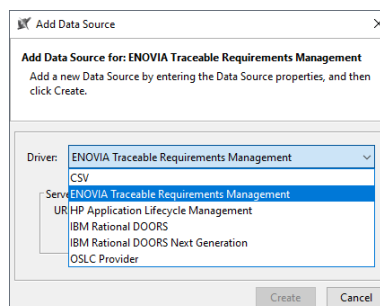 Add Data Source
Add Data Source for: ENOVIA Traceable Requirements Management
Add a new Data Source by entering the Data Source properties, and then
click Create.
Driver: ENOVIA Traceable Requirements Management
CSV
ENOVIA Traceable Requirements Management
HP Application Lifecycle Management
IBM Rational DOORS
IBM Rational DOORS Next Generation
OSLC Provider
Create Cancel